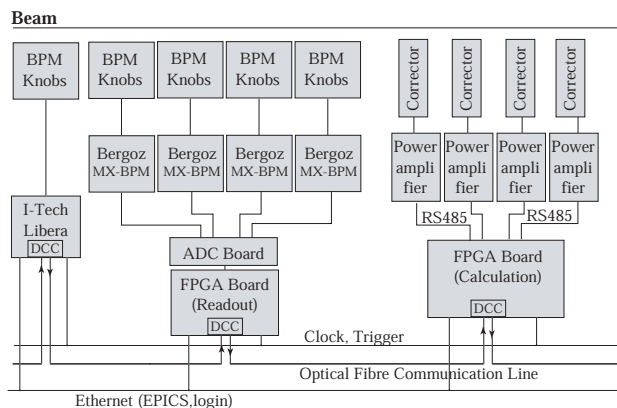 Beam
BPM
Knobs
BPM
Knobs
BPM
Knobs
BPM
Knobs
BPM
Knobs
Corrector
Corrector
Corrector
Corrector
Bergoz
MX-BPM
Bergoz
MX-BPM
Bergoz
MX-BPM
Bergoz
MX-BPM
Power
ampli
fier
Power
ampli
fier
Power
ampli
fier
Power
ampli
fier
I-Tech
Libera
DCC
RS485
RS485
ADC Board
FPGA Board
(Readout)
DCC
FPGA Board
(Calculation)
DCC
Clock, Trigger
Optical Fibre Communication Line
Ethernet (EPICS,login)